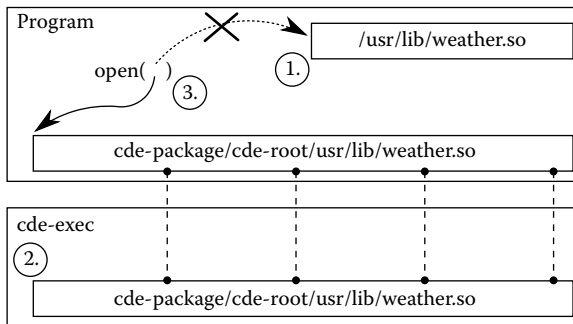 Program
/usr/lib/weather.so
1.
open( )
3.
cde-package/cde-root/usr/lib/weather.so
cde-exec
2.
cde-package/cde-root/usr/lib/weather.so